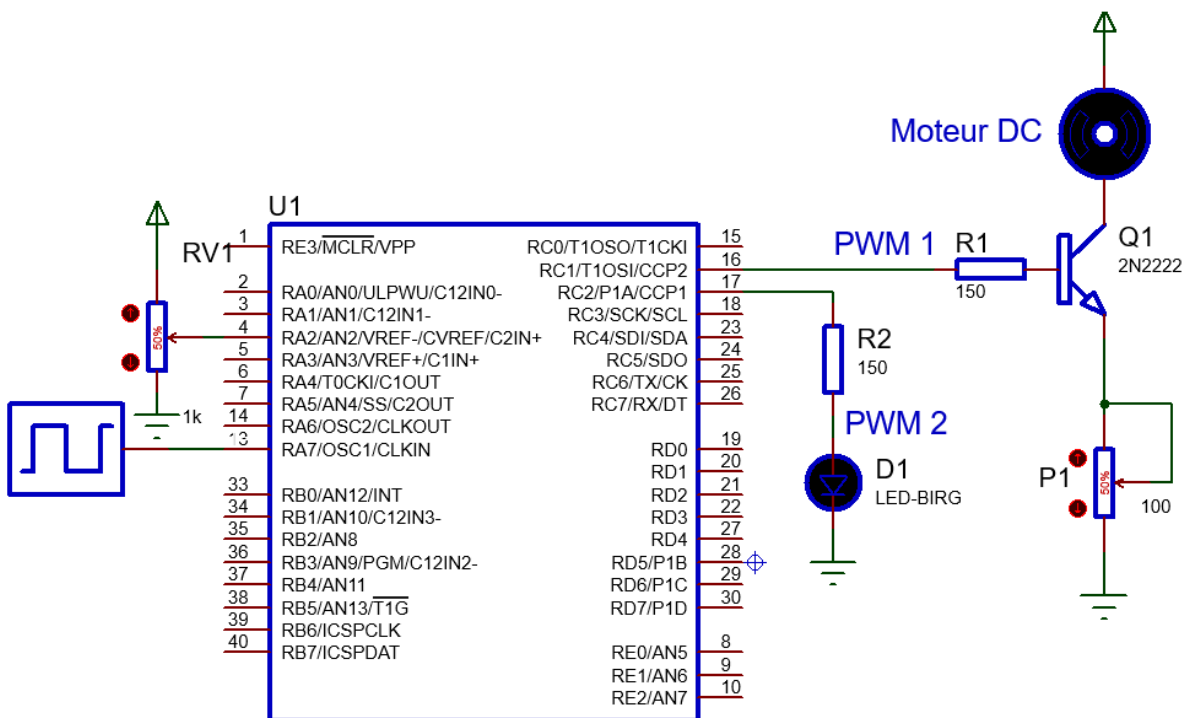 Moteur DC
U1
RV1
50%
1k
1 RE3/MCLR/VPP
2 RA0/AN0/ULPWU/C12IN0-
3 RA1/AN1/C12IN1-
4 RA2/AN2/VREF-/CVREF/C2IN+
5 RA3/AN3/VREF+/C1IN+
6 RA4/T0CKI/C1OUT
7 RA5/AN4/SS/C2OUT
14 RA6/OSC2/CLKOUT
13 RA7/OSC1/CLKIN
33 RB0/AN12/INT
34 RB1/AN10/C12IN3-
35 RB2/AN8
36 RB3/AN9/PGM/C12IN2-
37 RB4/AN11
38 RB5/AN13/T1G
39 RB6/ICSPCLK
40 RB7/ICSPDAT
RC0/T1OSO/T1CKI 15
RC1/T1OSI/CCP2 16
RC2/P1A/CCP1 17
RC3/SCK/SCL 18
RC4/SDI/SDA 23
RC5/SDO 24
RC6/TX/CK 25
RC7/RX/DT 26
RD0 19
RD1 20
RD2 21
RD3 22
RD4 27
RD5/P1B 28
RD6/P1C 29
RD7/P1D 30
RE0/AN5 8
RE1/AN6 9
RE2/AN7 10
PWM 1
R1
150
Q1
2N2222
R2
150
PWM 2
D1
LED-BIRG
P1
50%
100